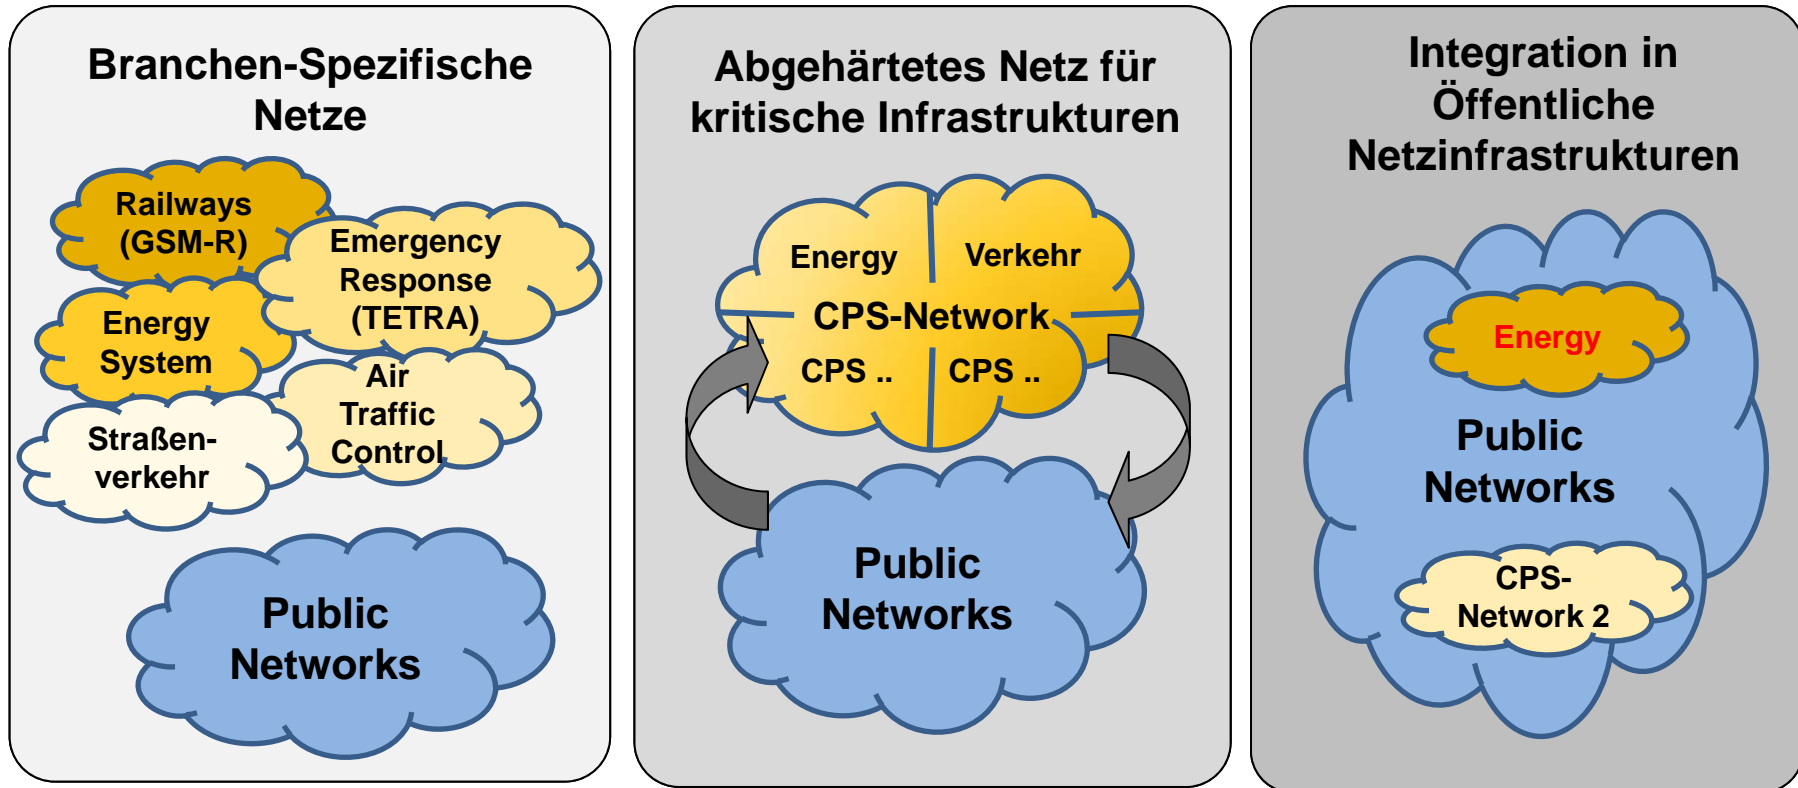 Branchen-Spezifische
Netze
Railways
(GSM-R)
Emergency
Response
(TETRA)
Energy
System
Air
Traffic
Control
Straßen-
verkehr
Public
Networks
Abgehärtetes Netz für
kritische Infrastrukturen
Energy
Verkehr
CPS-Network
CPS ..
CPS ..
Public
Networks
Integration in
Öffentliche
Netzinfrastrukturen
Energy
Public
Networks
CPS-
Network 2